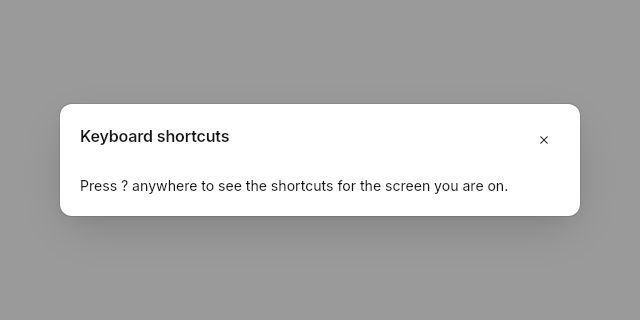 Keyboard shortcuts
Press ? anywhere to see the shortcuts for the screen you are on.